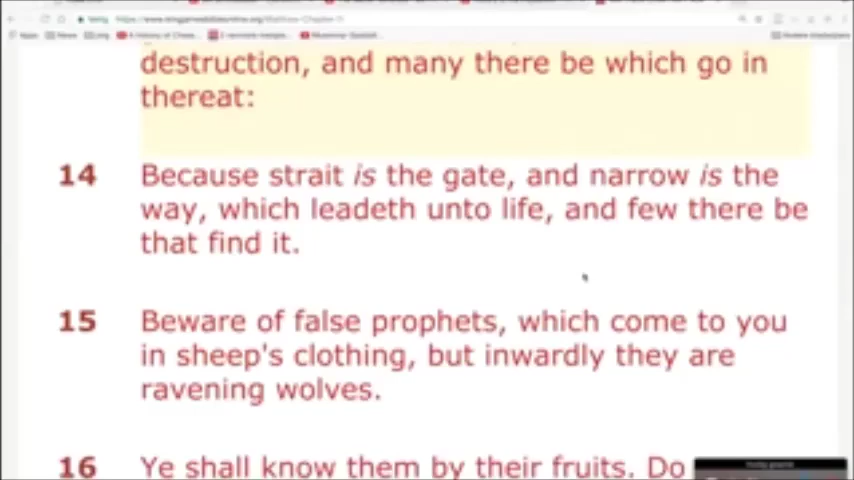 destruction, and many there be which go in
thereat:
14 Because strait is the gate, and narrow is the
way, which leadeth unto life, and few there be
that find it.
15 Beware of false prophets, which come to you
in sheep's clothing, but inwardly they are
ravening wolves.
16 Ye shall know them by their fruits. Do